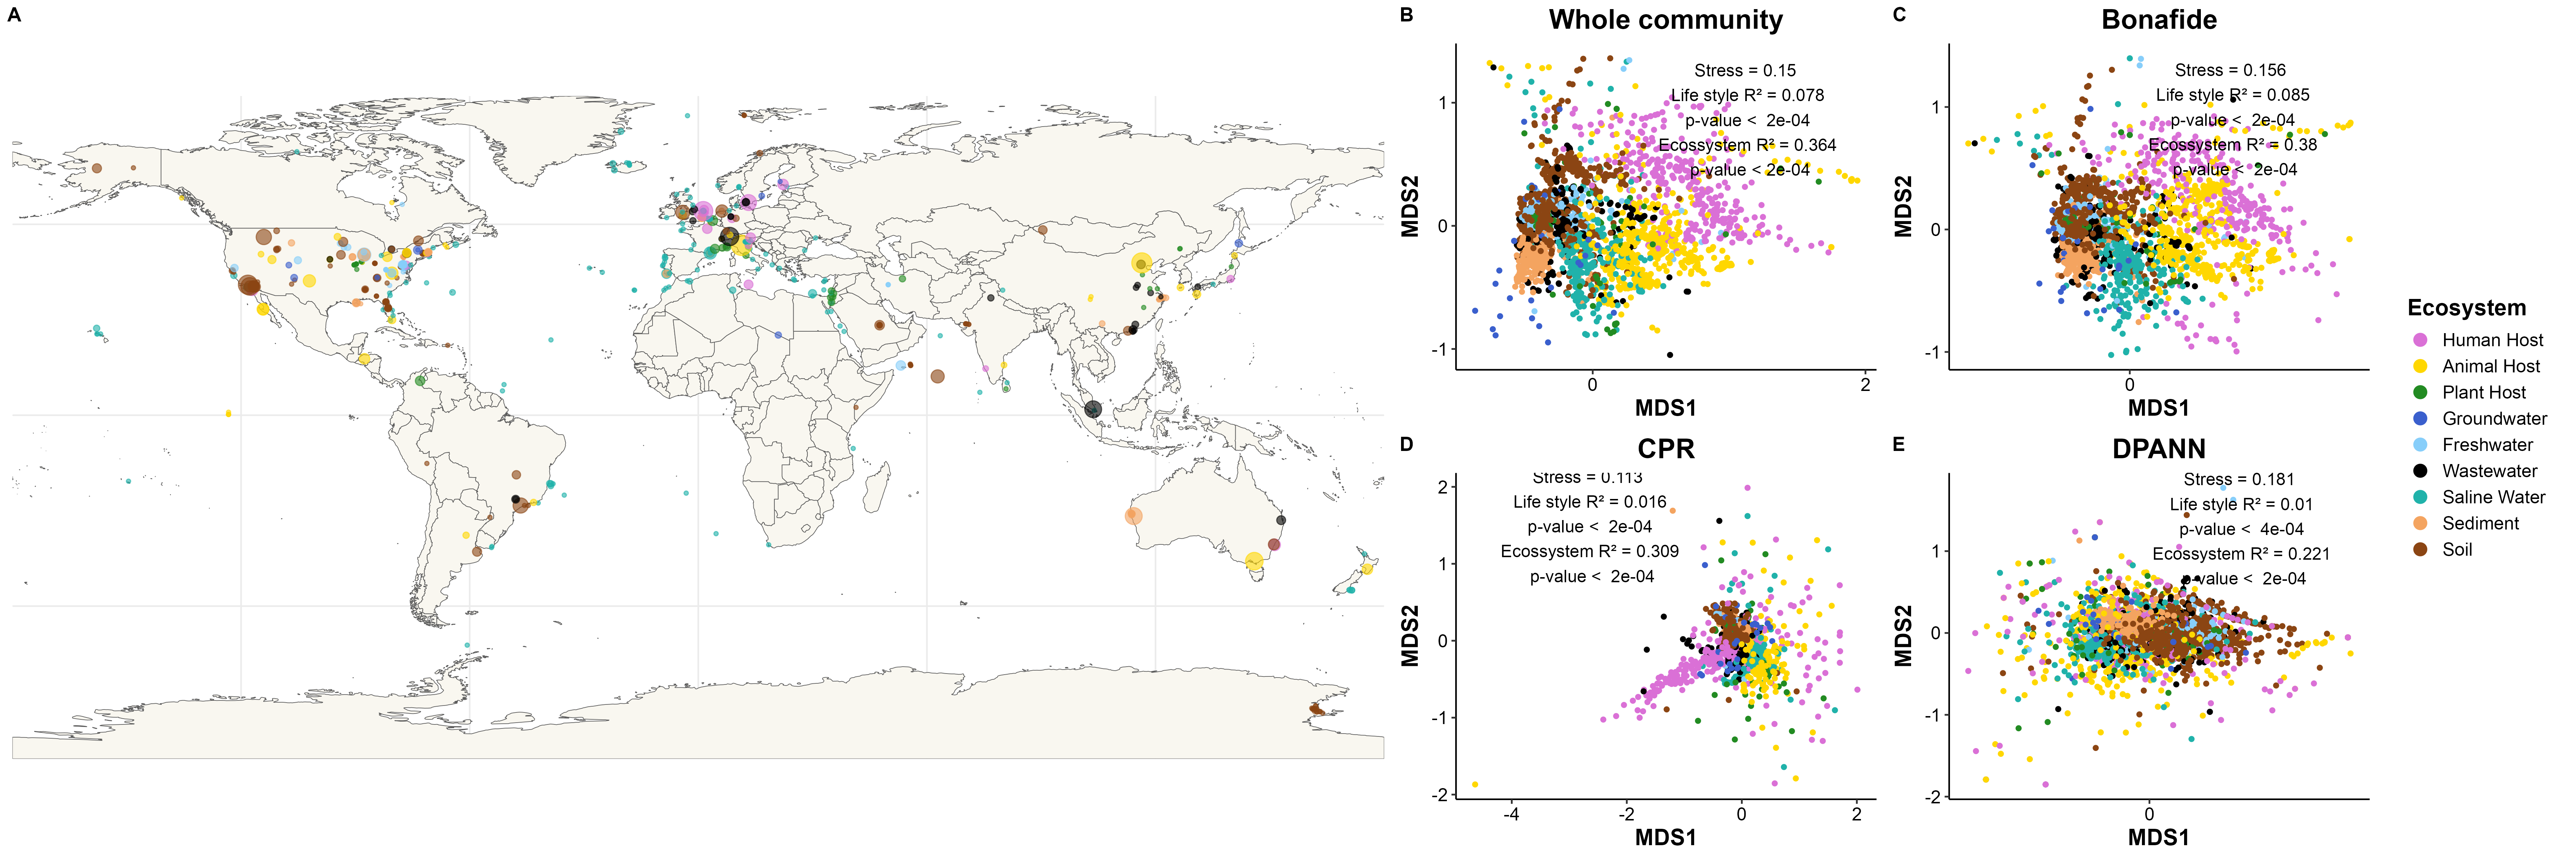 A
B
Whole community
Stress = 0.15
Life style R² = 0.078
p-value < 2e-04
Ecossystem R² = 0.364
p-value < 2e-04
MDS2
1
0
-1
0
2
MDS1
C
Bonafide
Stress = 0.156
Life style R² = 0.085
p-value < 2e-04
Ecossystem R² = 0.38
p-value < 2e-04
MDS2
1
0
-1
0
MDS1
D
CPR
Stress = 0.113
Life style R² = 0.016
p-value < 2e-04
Ecossystem R² = 0.309
p-value < 2e-04
MDS2
2
1
0
-1
-2
-4
-2
0
2
MDS1
E
DPANN
Stress = 0.181
Life style R² = 0.01
p-value < 4e-04
Ecossystem R² = 0.221
p-value < 2e-04
MDS2
1
0
-1
-2
0
MDS1
Ecosystem
Human Host
Animal Host
Plant Host
Groundwater
Freshwater
Wastewater
Saline Water
Sediment
Soil